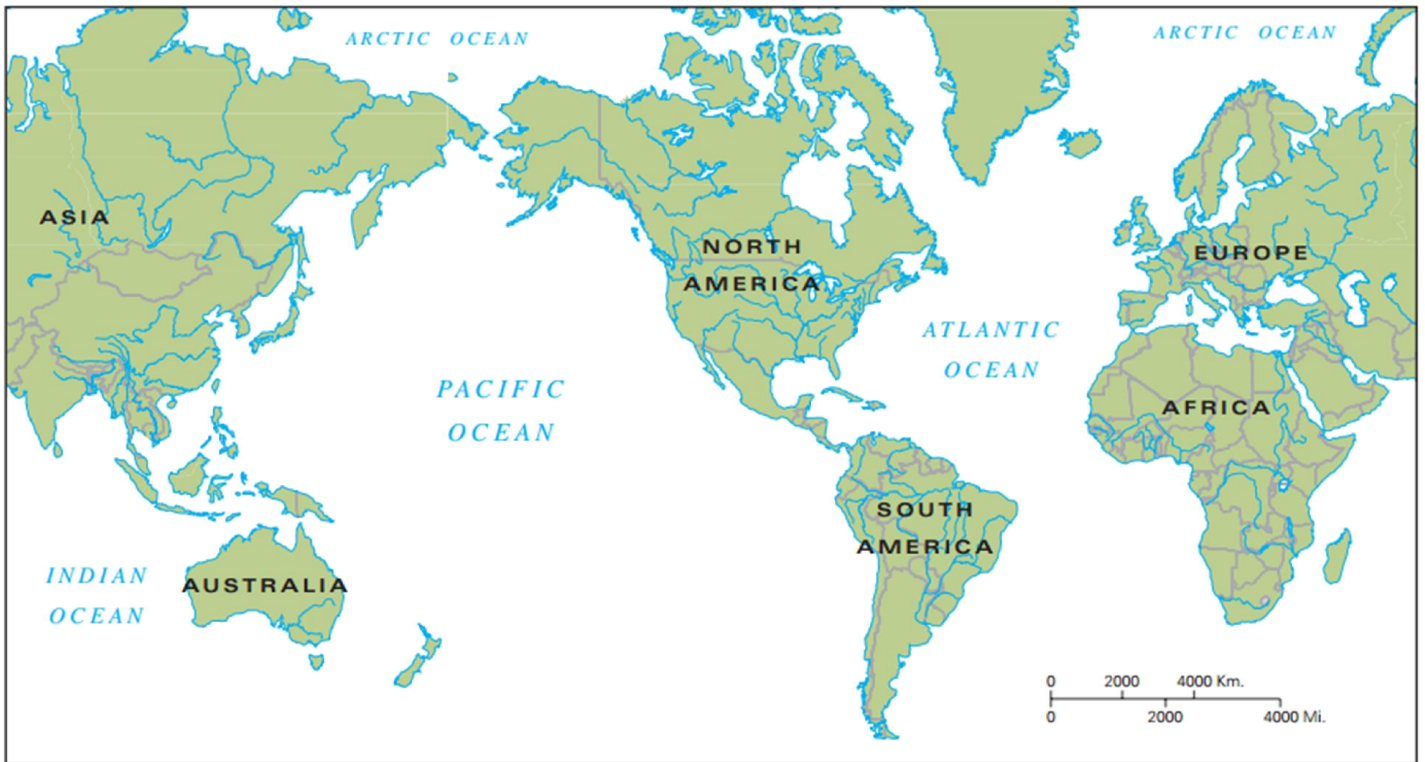 ARCTIC OCEAN
ARCTIC OCEAN
ASIA
NORTH
AMERICA
EUROPE
ATLANTIC
OCEAN
PACIFIC
OCEAN
AFRICA
SOUTH
AMERICA
INDIAN
OCEAN
AUSTRALIA
0 2000 4000 Km.
0 2000 4000 Mi.